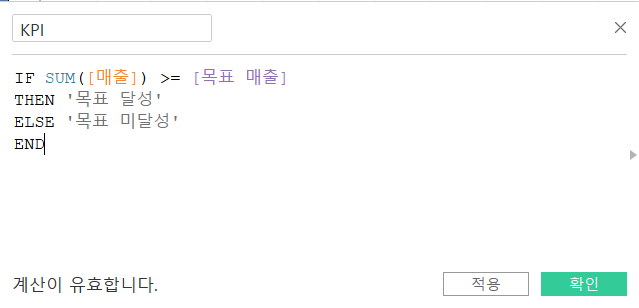 KPI
IF SUM([매출]) >= [목표 매출]
THEN '목표 달성'
ELSE '목표 미달성'
END
계산이 유효합니다.
적용
확인